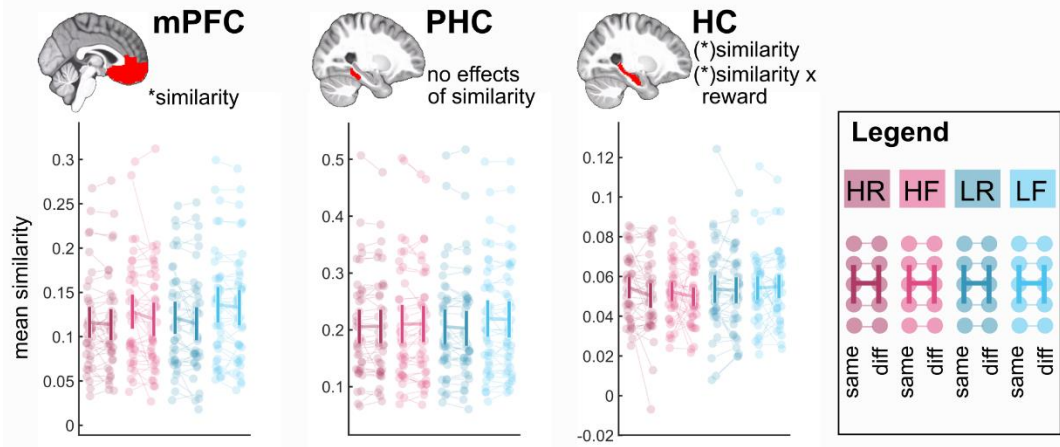 mPFC
*similarity
mean similarity
0.3
0.25
0.2
0.15
0.1
0.05
0
PHC
no effects
of similarity
0.5
0.4
0.3
0.2
0.1
HC
(*)similarity
(*)similarity x
reward
0.12
0.10
0.08
0.06
0.04
0.02
0
-0.02
Legend
HR HF LR LF
same diff same diff same diff same diff